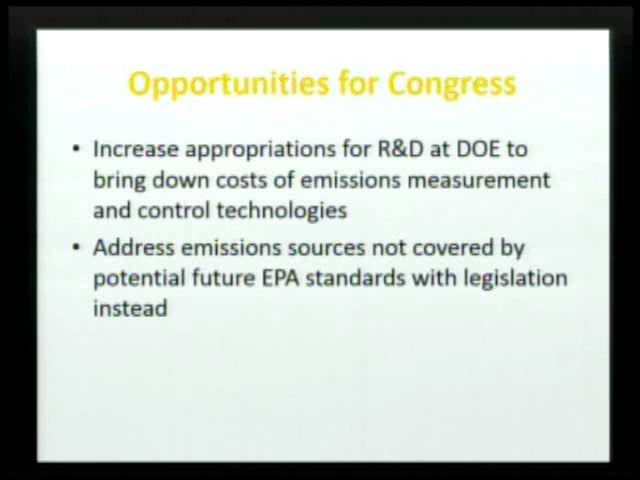 Opportunities for Congress
• Increase appropriations for R&D at DOE to
bring down costs of emissions measurement
and control technologies
• Address emissions sources not covered by
potential future EPA standards with legislation
instead